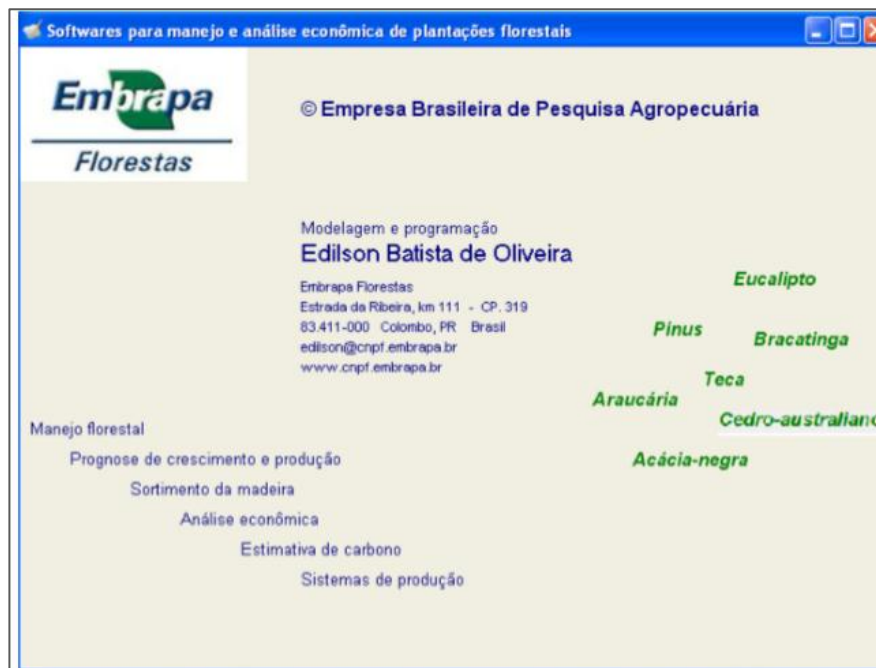 Softwares para manejo e análise econômica de plantações florestais
Embrapa
Florestas
© Empresa Brasileira de Pesquisa Agropecuária
Modelagem e programação
Edilson Batista de Oliveira
Embrapa Florestas
Estrada da Ribeira, km 111 - CP. 319
83.411-000 Colombo, PR Brasil
edilson@cnpf.embrapa.br
www.cnpf.embrapa.br
Eucalipto
Pinus
Bracatinga
Teca
Araucária
Cedro-australiano
Acácia-negra
Manejo florestal
Prognose de crescimento e produção
Sortimento da madeira
Análise econômica
Estimativa de carbono
Sistemas de produção